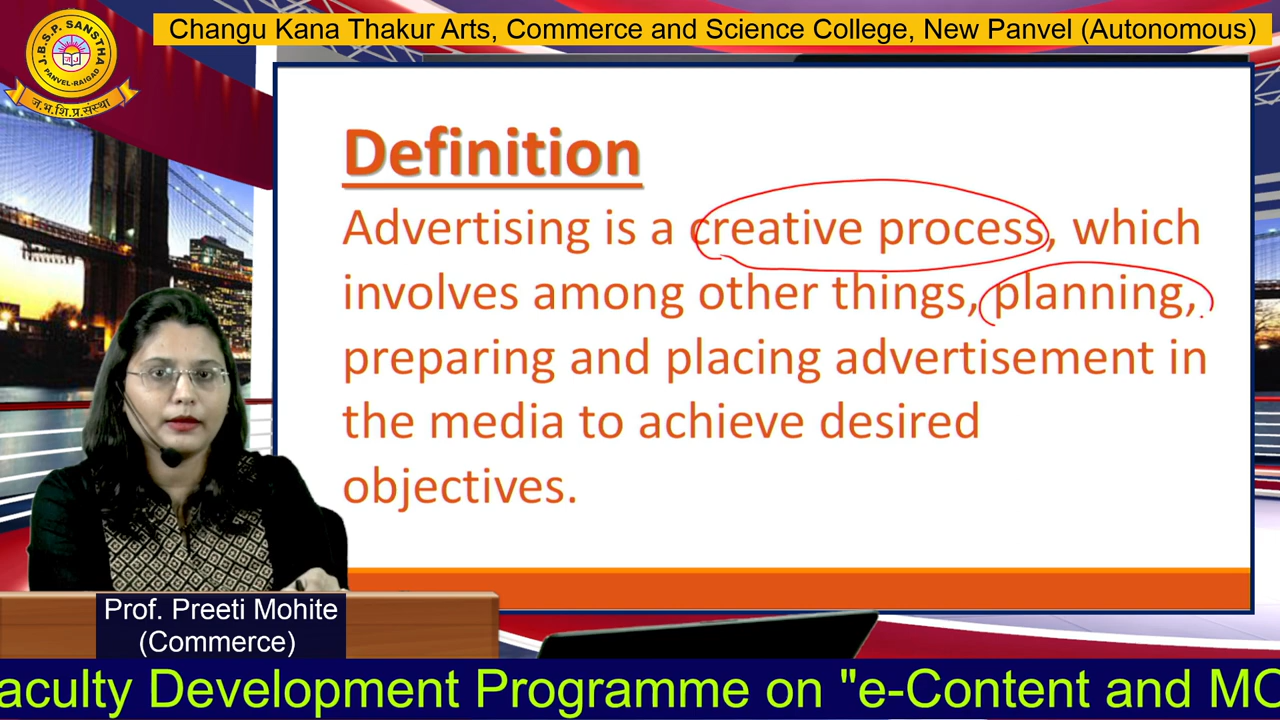 Changu Kana Thakur Arts, Commerce and Science College, New Panvel (Autonomous)
J.B.S.P. SANSTHA
PANVEL-RAIGAD
ज.भ.शि.प्र.संस्था
Definition
Advertising is a creative process, which
involves among other things, planning,
preparing and placing advertisement in
the media to achieve desired
objectives.
Prof. Preeti Mohite
(Commerce)
aculty Development Programme on "e-Content and MO